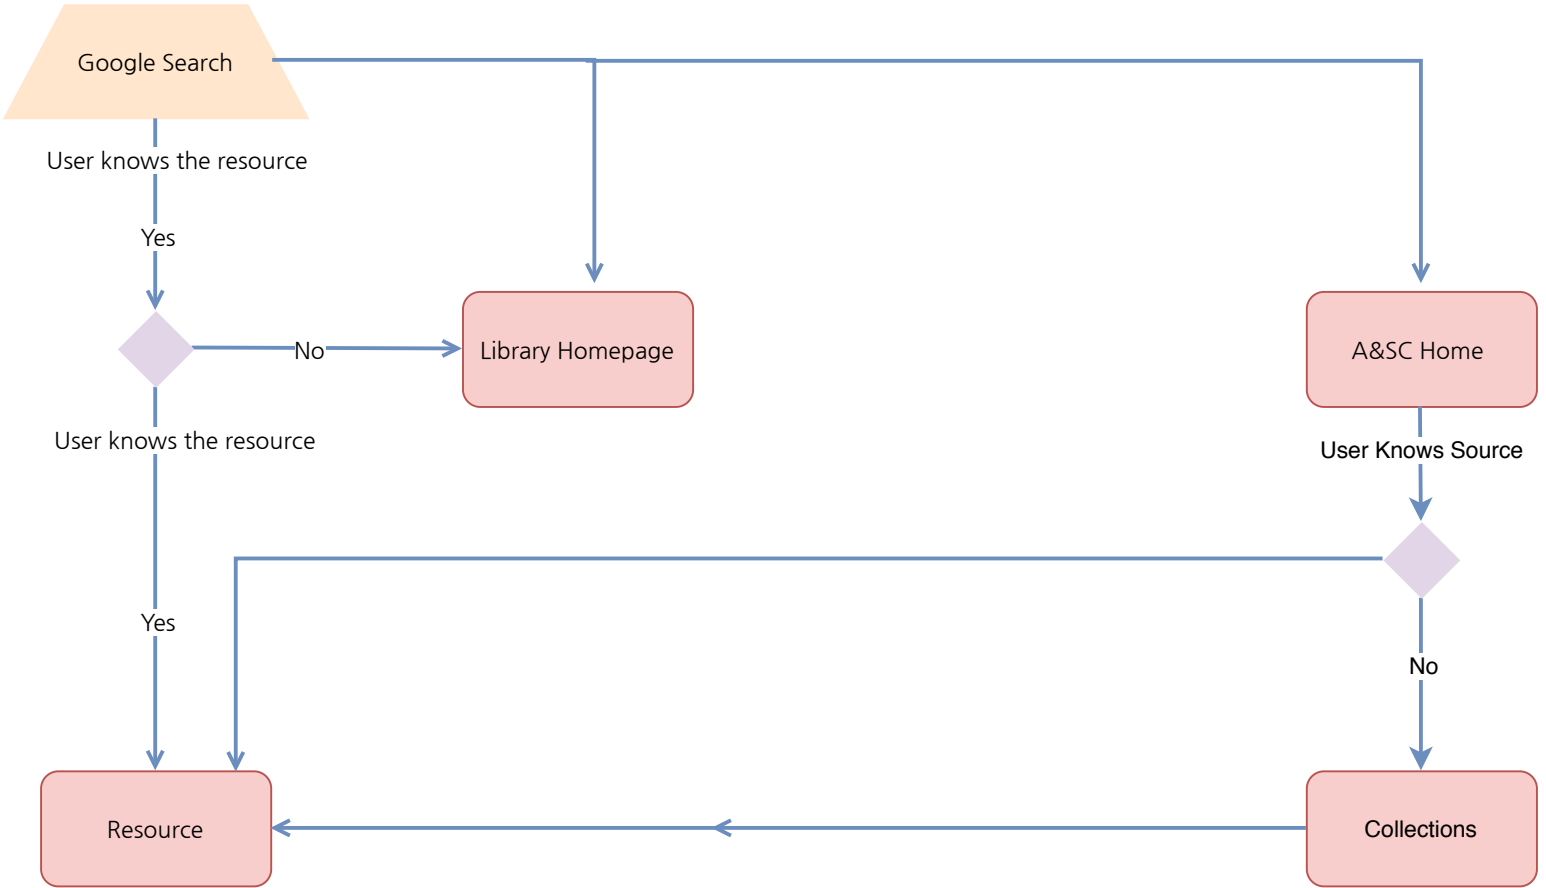 Google Search
User knows the resource
Yes
No
Library Homepage
A&SC Home
User knows the resource
User Knows Source
Yes
No
Resource
Collections